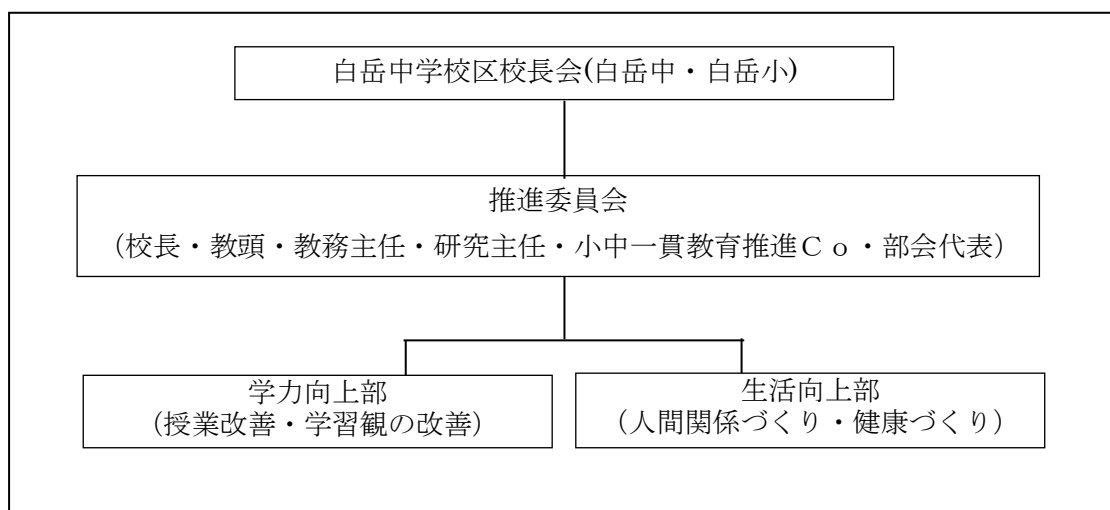 白岳中学校区校長会(白岳中・白岳小)
推進委員会
（校長・教頭・教務主任・研究主任・小中一貫教育推進Ｃｏ・部会代表）
学力向上部
（授業改善・学習観の改善）
生活向上部
（人間関係づくり・健康づくり）